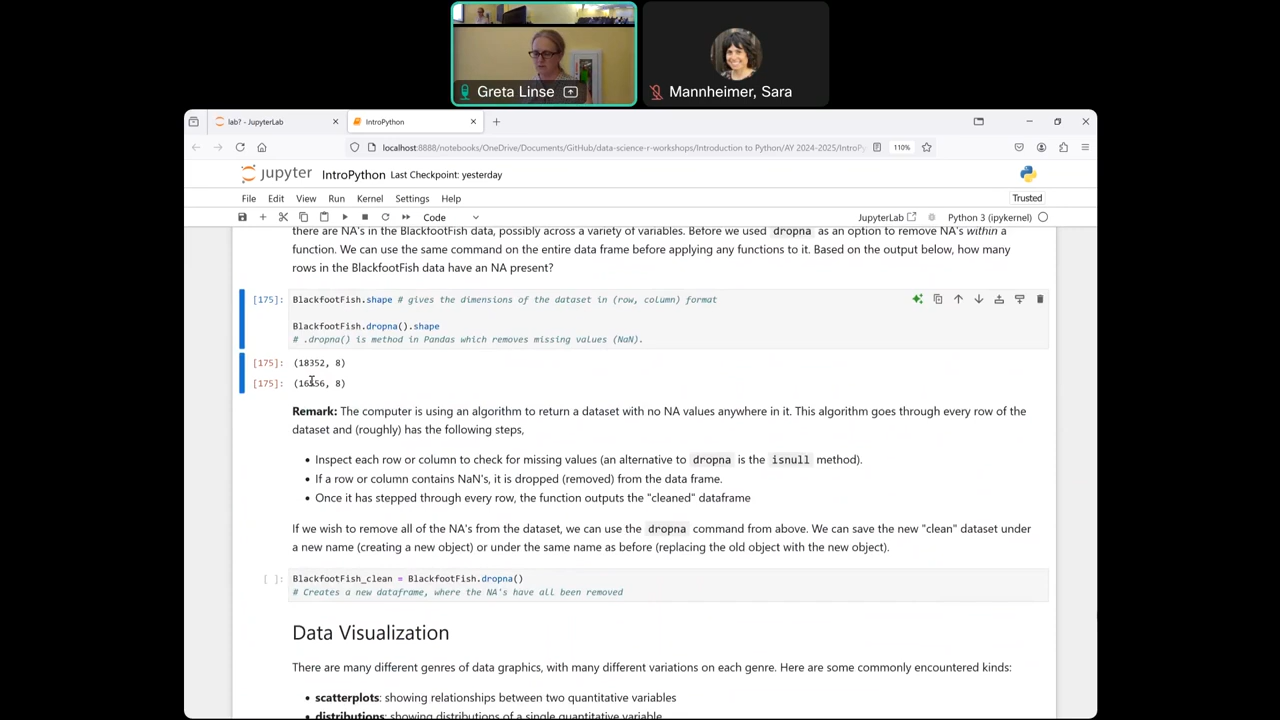 Greta Linse
Mannheimer, Sara
lab? - JupyterLab
IntroPython
localhost:8888/notebooks/OneDrive/Documents/GitHub/data-science-r-workshops/Introduction to Python/AY 2024-2025/IntroPy
110%
Jupyter IntroPython Last Checkpoint: yesterday
File Edit View Run Kernel Settings Help
Trusted
Code
JupyterLab
Python 3 (ipykernel)
there are NA's in the BlackfootFish data, possibly across a variety of variables. Before we used dropna as an option to remove NA's within a
function. We can use the same command on the entire data frame before applying any functions to it. Based on the output below, how many
rows in the BlackfootFish data have an NA present?
[175]: BlackfootFish.shape # gives the dimensions of the dataset in (row, column) format
BlackfootFish.dropna().shape
# .dropna() is method in Pandas which removes missing values (NaN).
[175]: (18352, 8)
[175]: 8)
Remark: The computer is using an algorithm to return a dataset with no NA values anywhere in it. This algorithm goes through every row of the
dataset and (roughly) has the following steps,
• Inspect each row or column to check for missing values (an alternative to dropna is the isnull method).
• If a row or column contains NaN's, it is dropped (removed) from the data frame.
• Once it has stepped through every row, the function outputs the "cleaned" dataframe
If we wish to remove all of the NA's from the dataset, we can use the dropna command from above. We can save the new "clean" dataset under
a new name (creating a new object) or under the same name as before (replacing the old object with the new object).
[ ]: BlackfootFish_clean = BlackfootFish.dropna()
# Creates a new dataframe, where the NA's have all been removed
Data Visualization
There are many different genres of data graphics, with many different variations on each genre. Here are some commonly encountered kinds:
• scatterplots: showing relationships between two quantitative variables
• distributions: showing distributions of a single quantitative variable